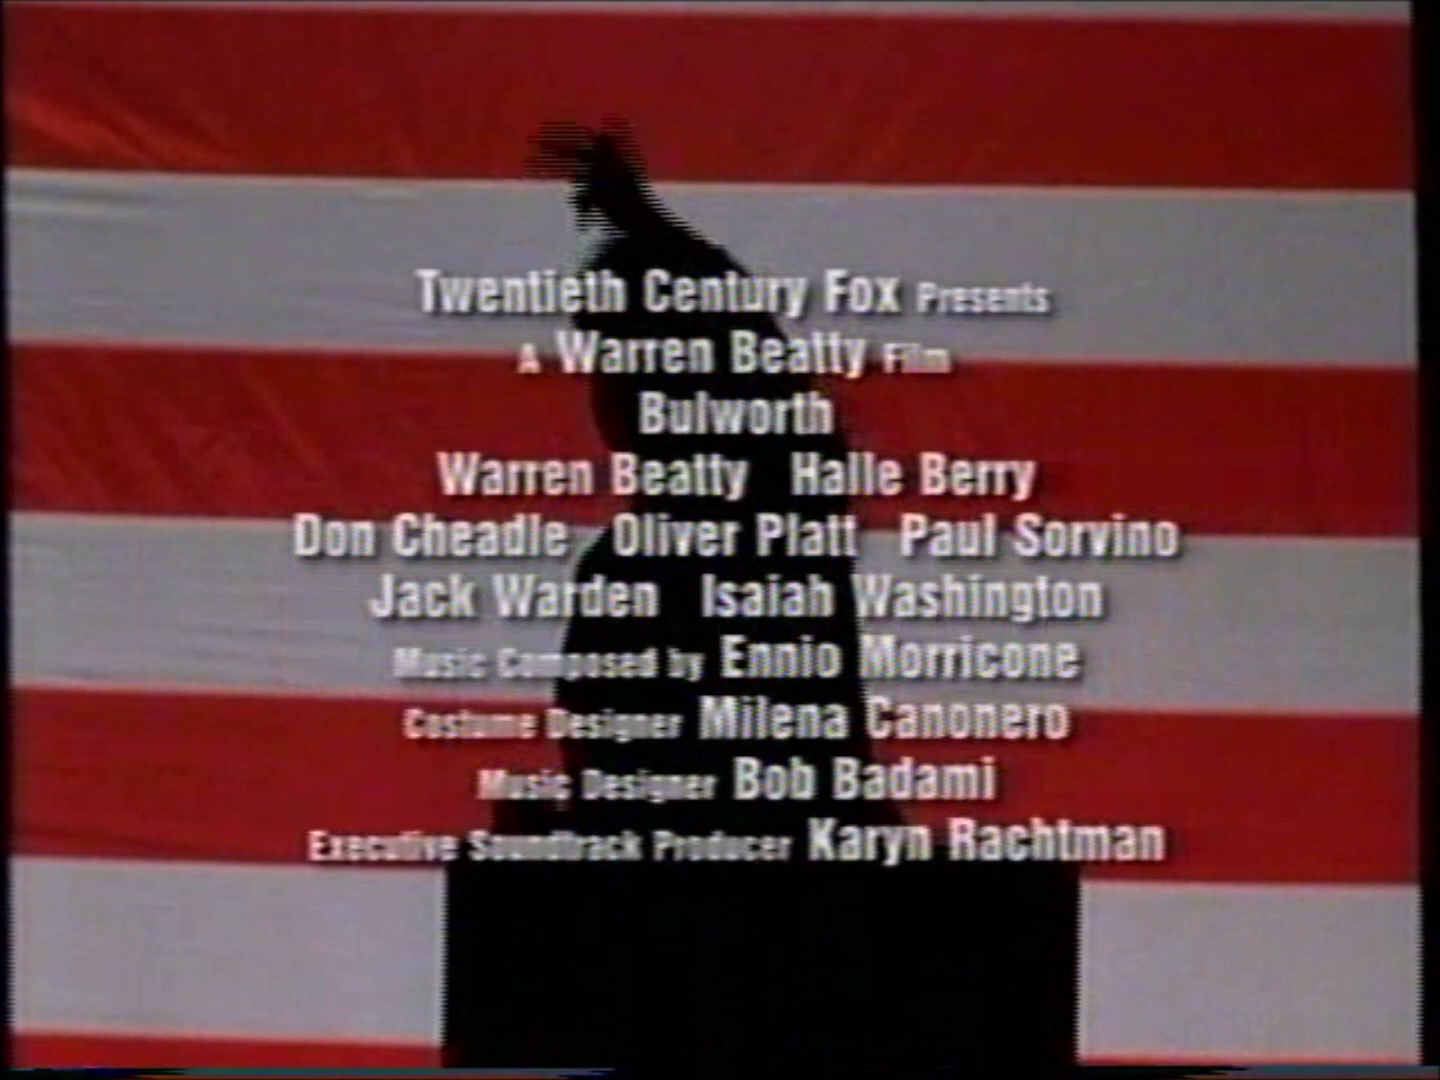 Twentieth Century Fox Presents
A Warren Beatty Film
Bulworth
Warren Beatty Halle Berry
Don Cheadle Oliver Platt Paul Sorvino
Jack Warden Isaiah Washington
Music Composed by Ennio Morricone
Costume Designer Milena Canonero
Music Designer Bob Badami
Executive Soundtrack Producer Karyn Rachtman